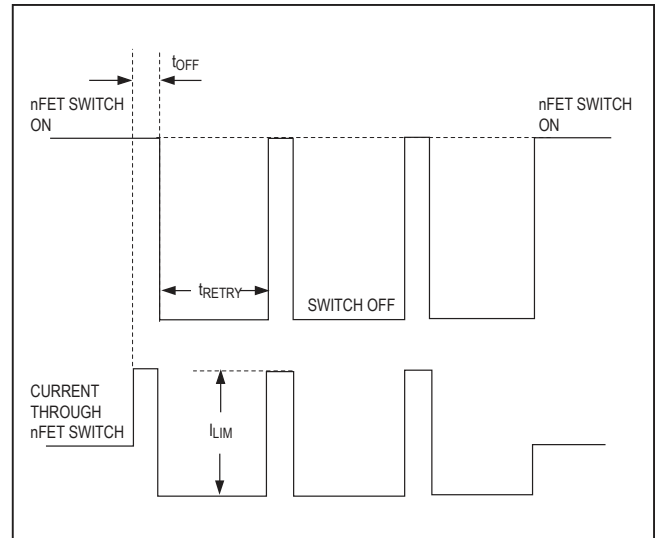 tOFF
nFET SWITCH
ON
nFET SWITCH
ON
tRETRY
SWITCH OFF
CURRENT
THROUGH
nFET SWITCH
ILIM